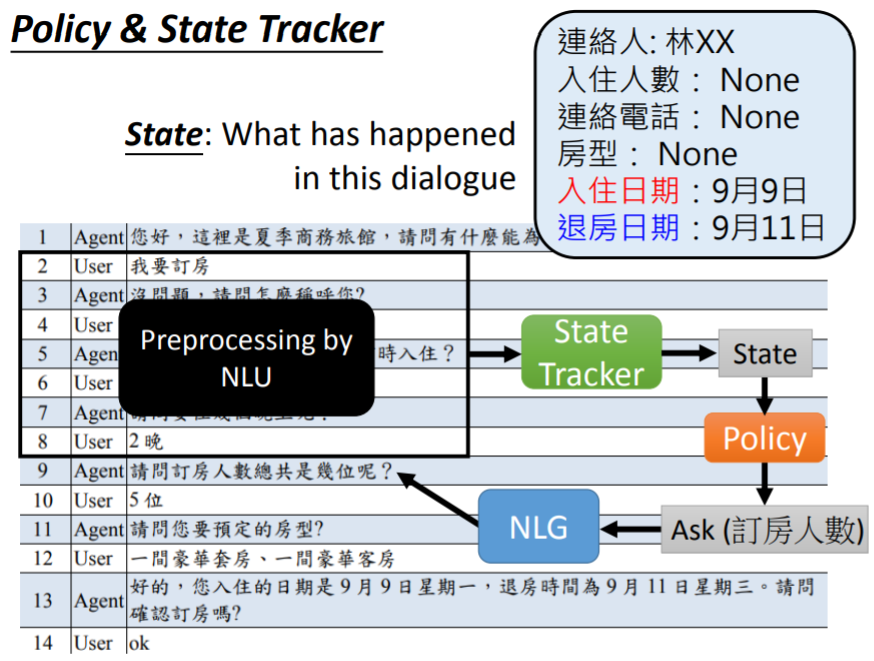 Policy & State Tracker
連絡人: 林XX
入住人數： None
連絡電話： None
房型： None
入住日期：9月9日
退房日期：9月11日
State: What has happened
in this dialogue
1 Agent 您好，這裡是夏季商務旅館，請問有什麼能為
2 User 我要訂房
3 Agent 沒問題，請問怎麼稱呼您?
4 User
Preprocessing by
NLU
5 Agen 時入住？
State
Tracker
State
6 User
7 Agent
Policy
8 User 2 晚
9 Agent 請問訂房人數總共是幾位呢？
10 User 5 位
NLG
Ask (訂房人數)
11 Agent 請問您要預定的房型?
12 User 一間豪華套房、一間豪華客房
13 Agent 好的，您入住的日期是 9 月 9 日星期一，退房時間為 9 月 11 日星期三。請問
確認訂房嗎?
14 User ok